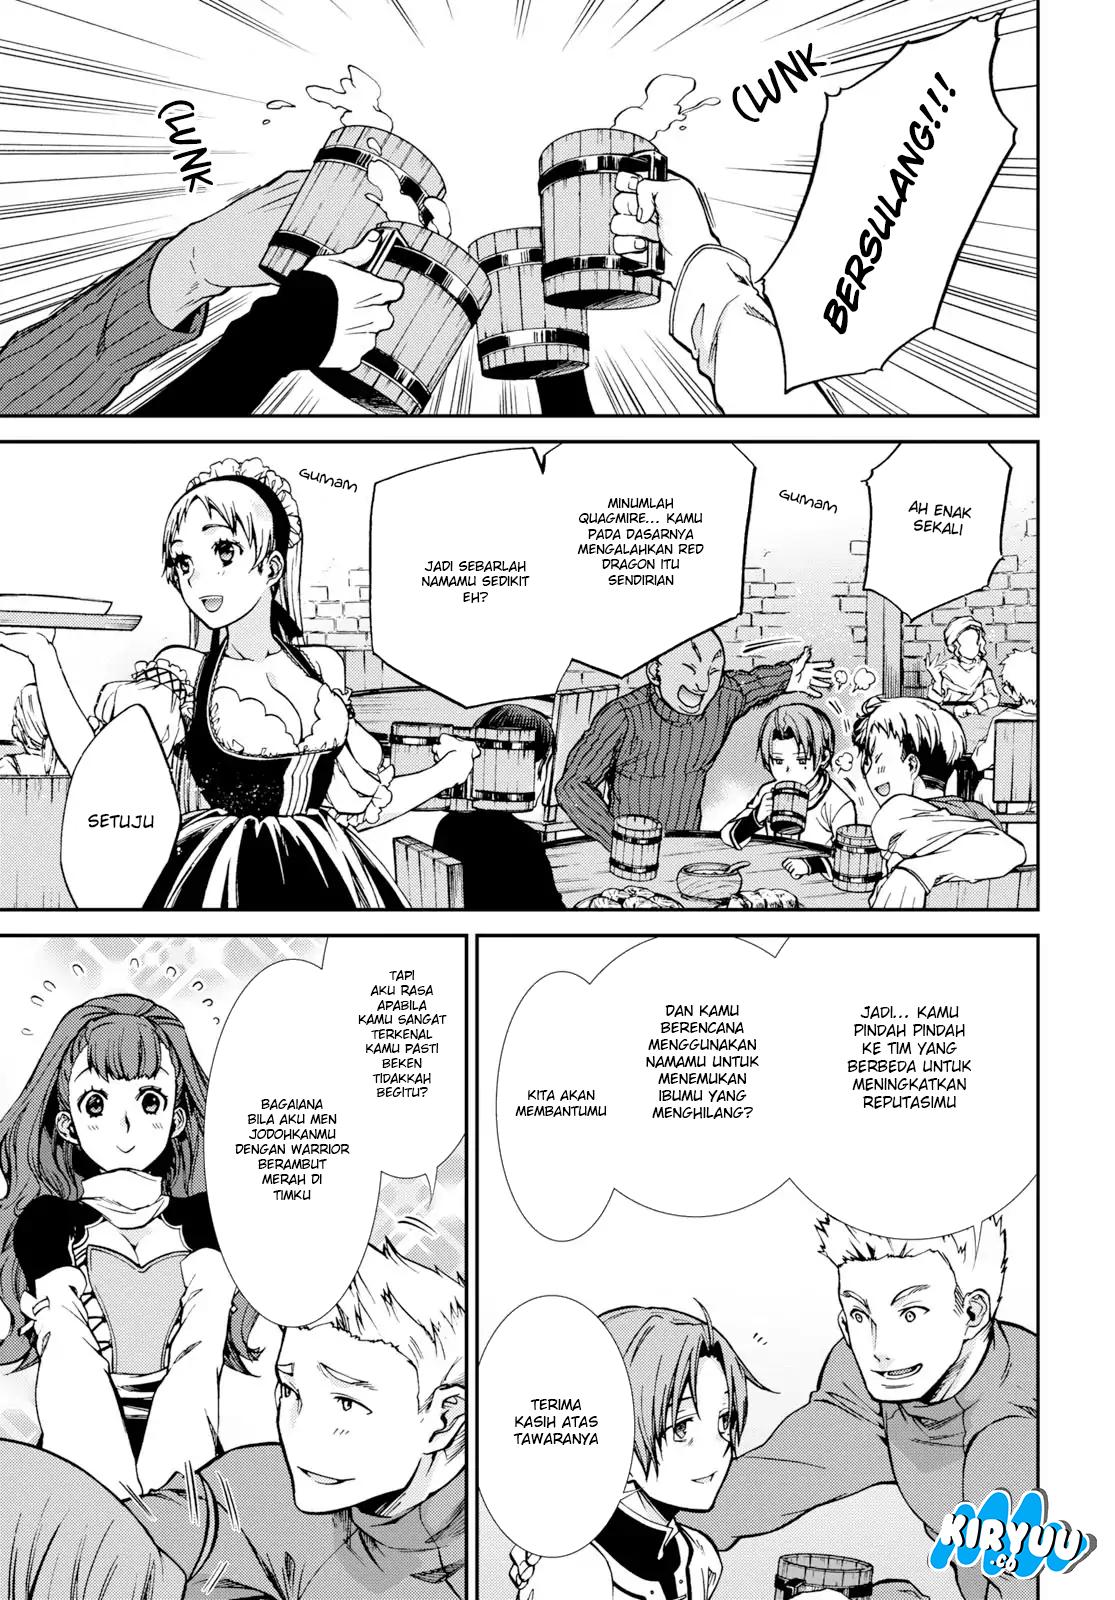 BERSULANG!!!
CLUNK
CLUNK
AH ENAK
SEKALI
GUMAM
MINUMLAH
QUAGMIRE... KAMU
PADA DASARNYA
MENGALAHKAN RED
DRAGON ITU
SENDIRIAN
JADI SEBARLAH
NAMAMU SEDIKIT
EH?
GUMAM
SETUJU
JADI... KAMU
PINDAH PINDAH
KE TIM YANG
BERBEDA UNTUK
MENINGKATKAN
REPUTASIMU
DAN KAMU
BERENCANA
MENGGUNAKAN
NAMAMU UNTUK
MENEMUKAN
IBUMU YANG
MENGHILANG?
KITA AKAN
MEMBANTUMU
TERIMA
KASIH ATAS
TAWARANYA
TAPI
AKU RASA
APABILA
KAMU SANGAT
TERKENAL
KAMU PASTI
BEKEN
TIDAKKAH
BEGITU?
BAGAIANA
BILA AKU MEN
JODOHKANMU
DENGAN WARRIOR
BERAMBUT
MERAH DI
TIMKU
KIRYUU
.CO